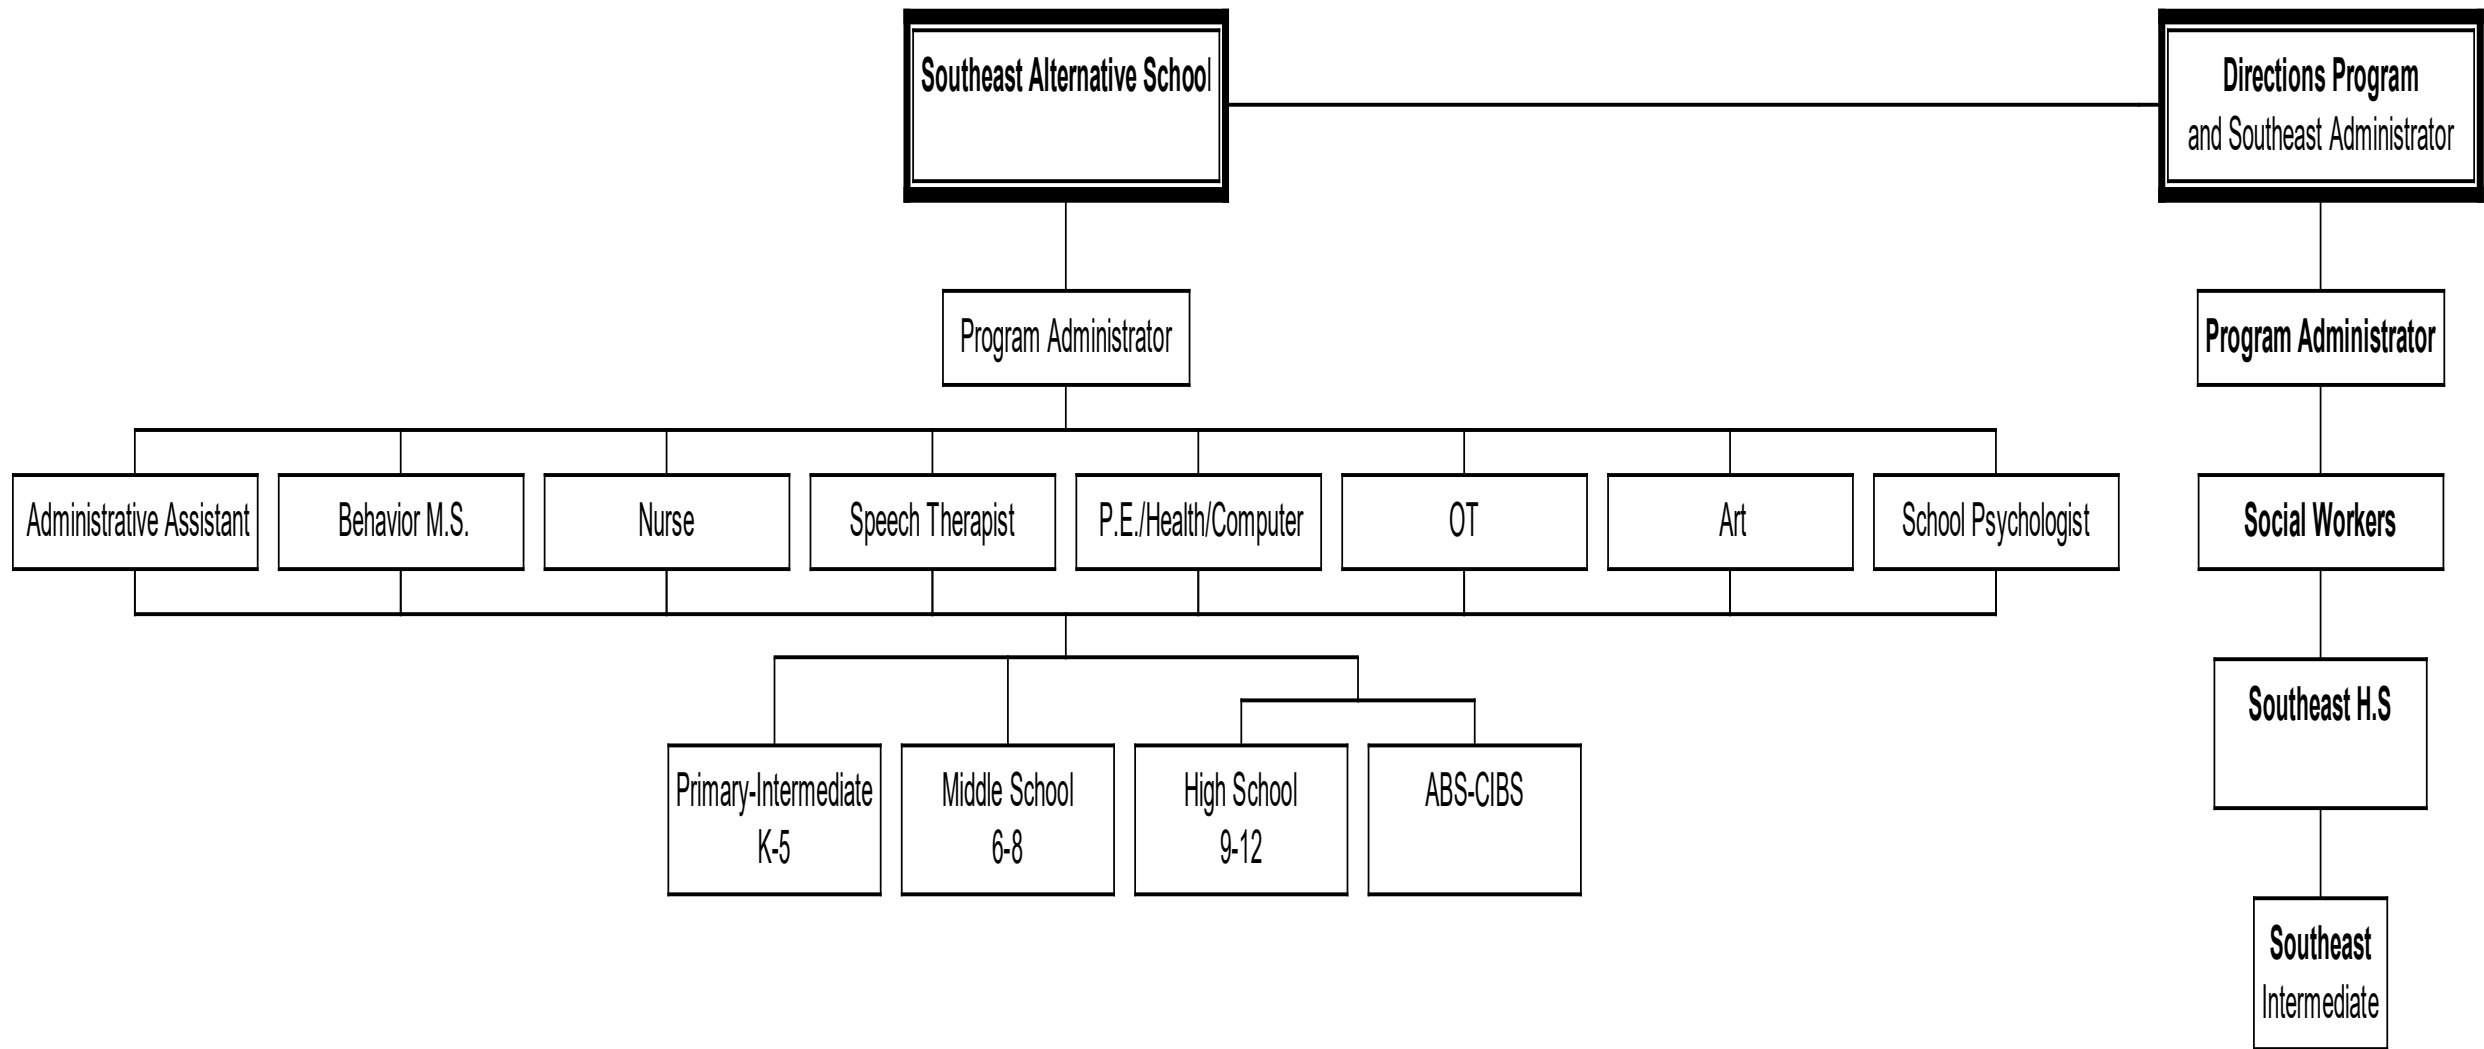 Southeast Alternative School
Directions Program
and Southeast Administrator
Program Administrator
Program Administrator
Administrative Assistant
Behavior M.S.
Nurse
Speech Therapist
P.E./Health/Computer
OT
Art
School Psychologist
Social Workers
Southeast H.S
Primary-Intermediate
K-5
Middle School
6-8
High School
9-12
ABS-CIBS
Southeast
Intermediate